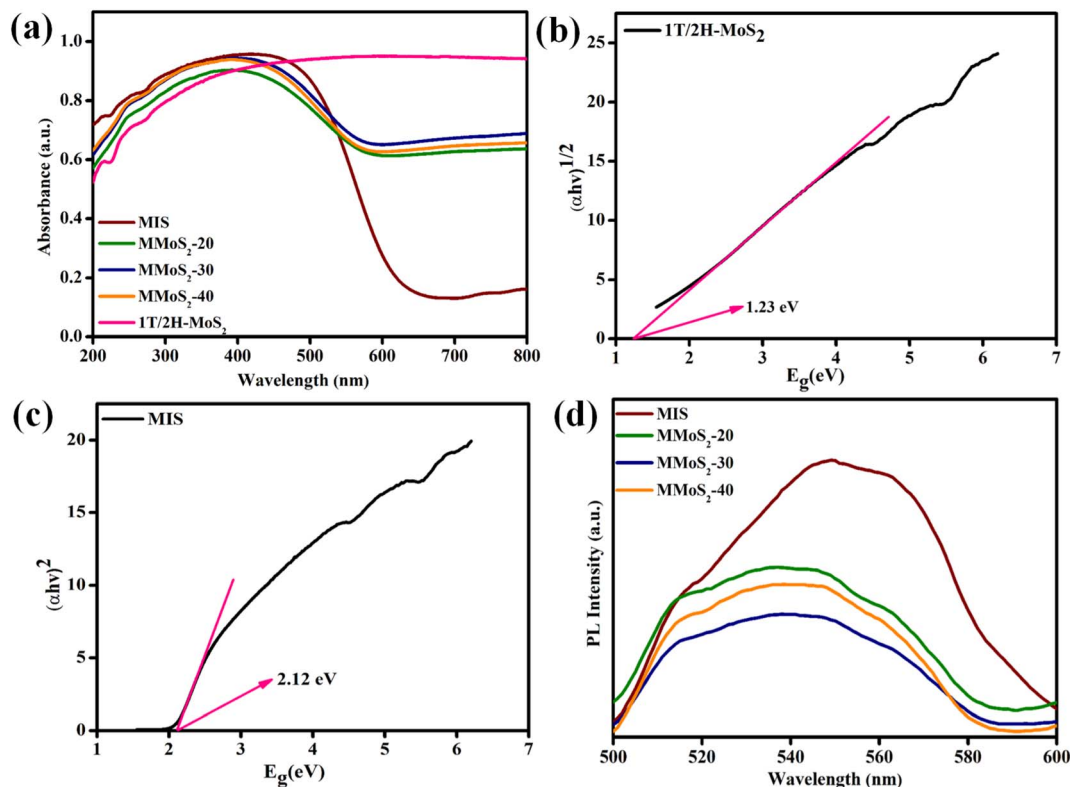 (a)
Absorbance (a.u.)
1.0
0.8
0.6
0.4
0.2
0.0
MIS
MMoS₂-20
MMoS₂-30
MMoS₂-40
1T/2H-MoS₂
200 300 400 500 600 700 800
Wavelength (nm)
(b)
1T/2H-MoS₂
(αhν)^1/2
25
20
15
10
5
0
1.23 eV
1 2 3 4 5 6 7
E_g(eV)
(c)
MIS
(αhν)²
20
15
10
5
0
2.12 eV
1 2 3 4 5 6 7
E_g(eV)
(d)
MIS
MMoS₂-20
MMoS₂-30
MMoS₂-40
PL Intensity (a.u.)
500 520 540 560 580 600
Wavelength (nm)